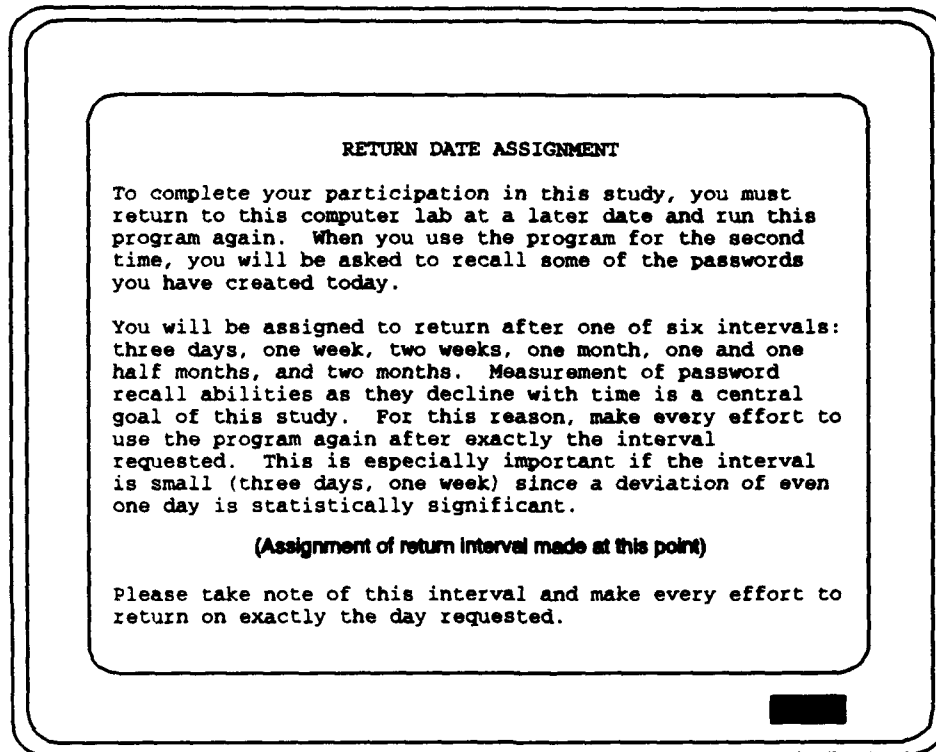 RETURN DATE ASSIGNMENT
To complete your participation in this study, you must
return to this computer lab at a later date and run this
program again. When you use the program for the second
time, you will be asked to recall some of the passwords
you have created today.
You will be assigned to return after one of six intervals:
three days, one week, two weeks, one month, one and one
half months, and two months. Measurement of password
recall abilities as they decline with time is a central
goal of this study. For this reason, make every effort to
use the program again after exactly the interval
requested. This is especially important if the interval
is small (three days, one week) since a deviation of even
one day is statistically significant.
(Assignment of return interval made at this point)
Please take note of this interval and make every effort to
return on exactly the day requested.